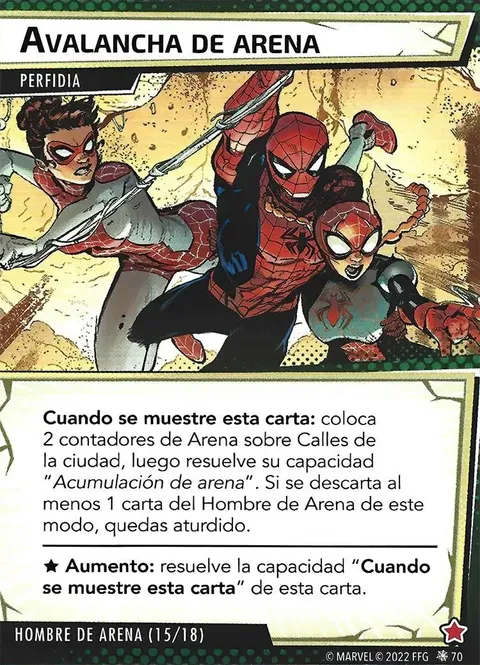 AVALANCHA DE ARENA
PERFIDIA
Cuando se muestre esta carta: coloca
2 contadores de Arena sobre Calles de
la ciudad, luego resuelve su capacidad
"Acumulación de arena". Si se descarta al
menos 1 carta del Hombre de Arena de este
modo, quedas aturdido.
★ Aumento: resuelve la capacidad "Cuando
se muestre esta carta" de esta carta.
HOMBRE DE ARENA (15/18)
© MARVEL © 2022 FFG 70